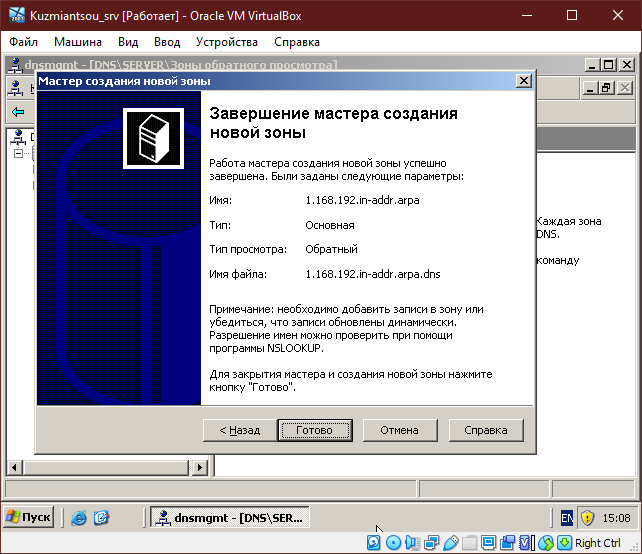 Kuzmiantsou_srv [Работает] - Oracle VM VirtualBox
Файл Машина Вид Ввод Устройства Справка
dnsmgmt - [DNS\SERVER\Зоны обратного просмотра]
Мастер создания новой зоны
Завершение мастера создания
новой зоны
Работа мастера создания новой зоны успешно
завершена. Были заданы следующие параметры:
Имя: 1.168.192.in-addr.arpa
Тип: Основная
Тип просмотра: Обратный
Имя файла: 1.168.192.in-addr.arpa.dns
Примечание: необходимо добавить записи в зону или
убедиться, что записи обновлены динамически.
Разрешение имен можно проверить при помощи
программы NSLOOKUP.
Для закрытия мастера и создания новой зоны нажмите
кнопку "Готово".
< Назад Готово Отмена Справка
Каждая зона
DNS.
команду
Пуск dnsmgmt - [DNS\SER... EN 15:08
Right Ctrl